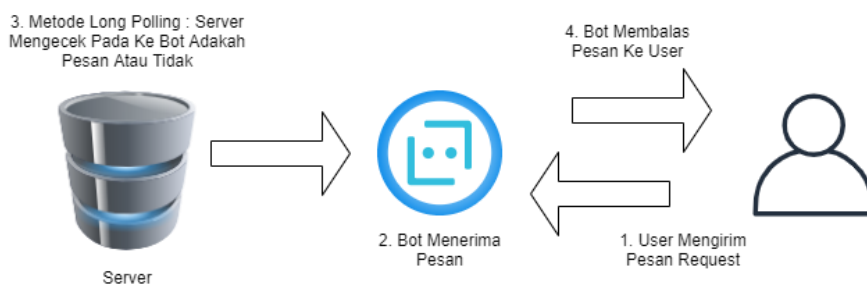 3. Metode Long Polling : Server
Mengecek Pada Ke Bot Adakah
Pesan Atau Tidak
4. Bot Membalas
Pesan Ke User
2. Bot Menerima
Pesan
1. User Mengirim
Pesan Request
Server